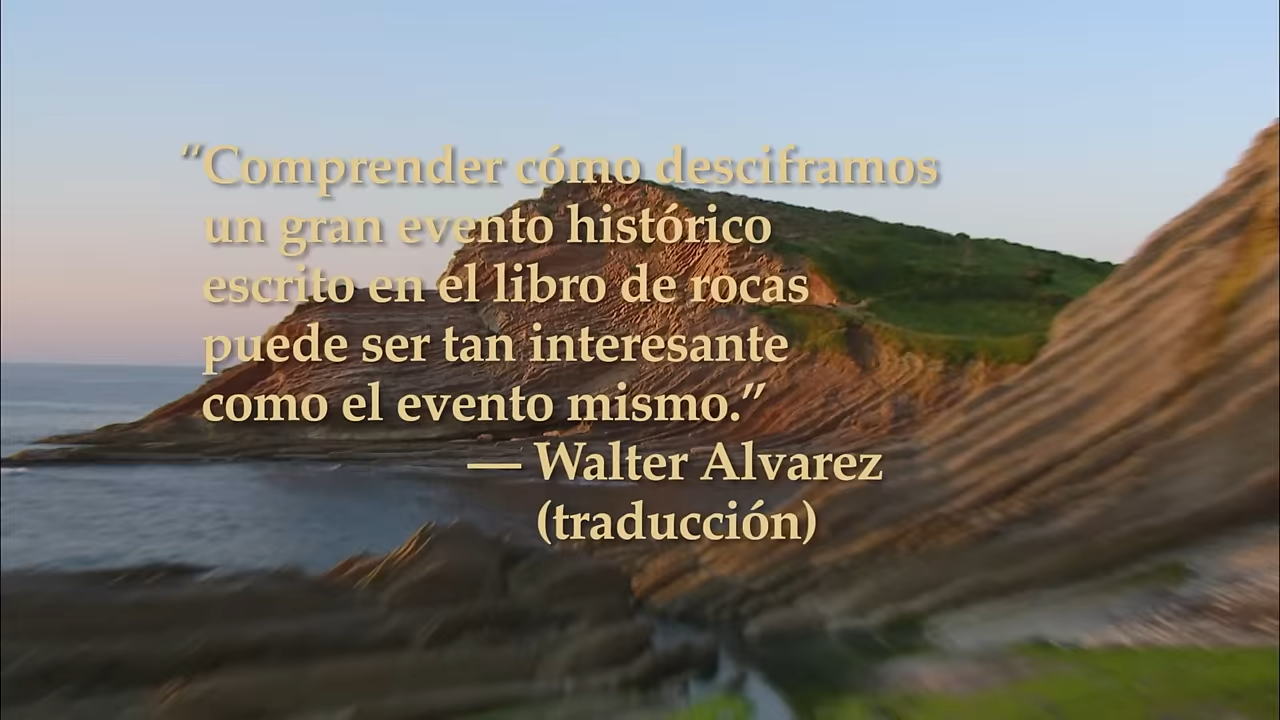 “Comprender cómo desciframos
un gran evento histórico
escrito en el libro de rocas
puede ser tan interesante
como el evento mismo.”
— Walter Alvarez
(traducción)